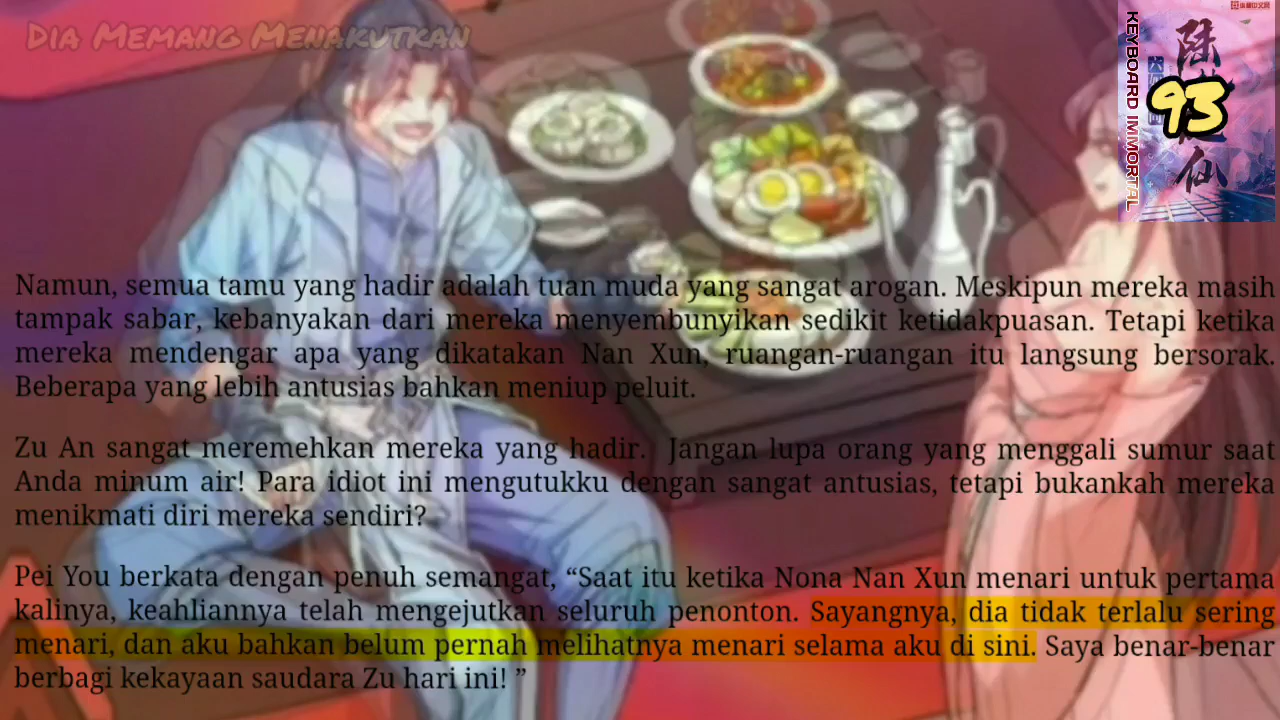 Dia Memang Menakutkan
KEYBOARD IMMORTAL
93
仙
Namun, semua tamu yang hadir adalah tuan muda yang sangat arogan. Meskipun mereka masih
tampak sabar, kebanyakan dari mereka menyembunyikan sedikit ketidakpuasan. Tetapi ketika
mereka mendengar apa yang dikatakan Nan Xun, ruangan-ruangan itu langsung bersorak.
Beberapa yang lebih antusias bahkan meniup peluit.
Zu An sangat meremehkan mereka yang hadir. Jangan lupa orang yang menggali sumur saat
Anda minum air! Para idiot ini mengutukku dengan sangat antusias, tetapi bukankah mereka
menikmati diri mereka sendiri?
Pei You berkata dengan penuh semangat, “Saat itu ketika Nona Nan Xun menari untuk pertama
kalinya, keahliannya telah mengejutkan seluruh penonton. Sayangnya, dia tidak terlalu sering
menari, dan aku bahkan belum pernah melihatnya menari selama aku di sini. Saya benar-benar
berbagi kekayaan saudara Zu hari ini! ”